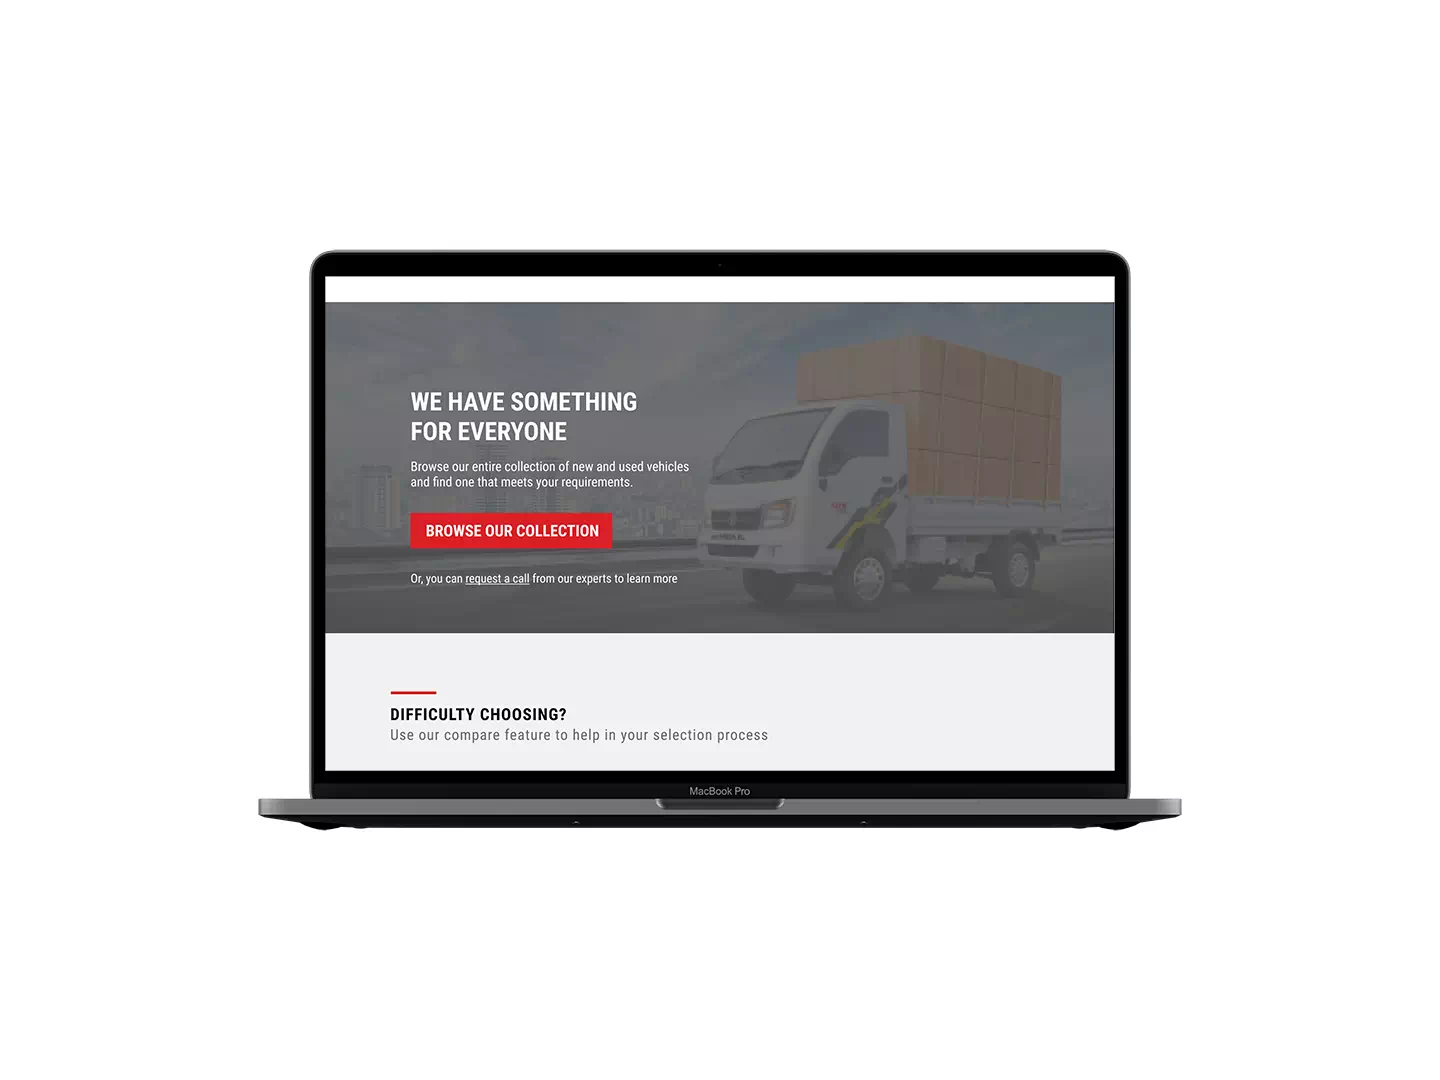 WE HAVE SOMETHING
FOR EVERYONE
Browse our entire collection of new and used vehicles
and find one that meets your requirements.
BROWSE OUR COLLECTION
Or, you can request a call from our experts to learn more
DIFFICULTY CHOOSING?
Use our compare feature to help in your selection process
MacBook Pro